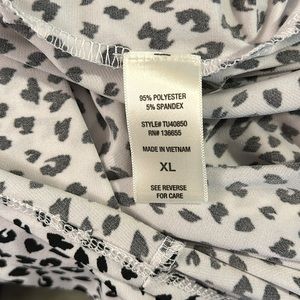 95% POLYESTER
5% SPANDEX
STYLE# TU40850
RN# 136655
MADE IN VIETNAM
XL
SEE REVERSE
FOR CARE